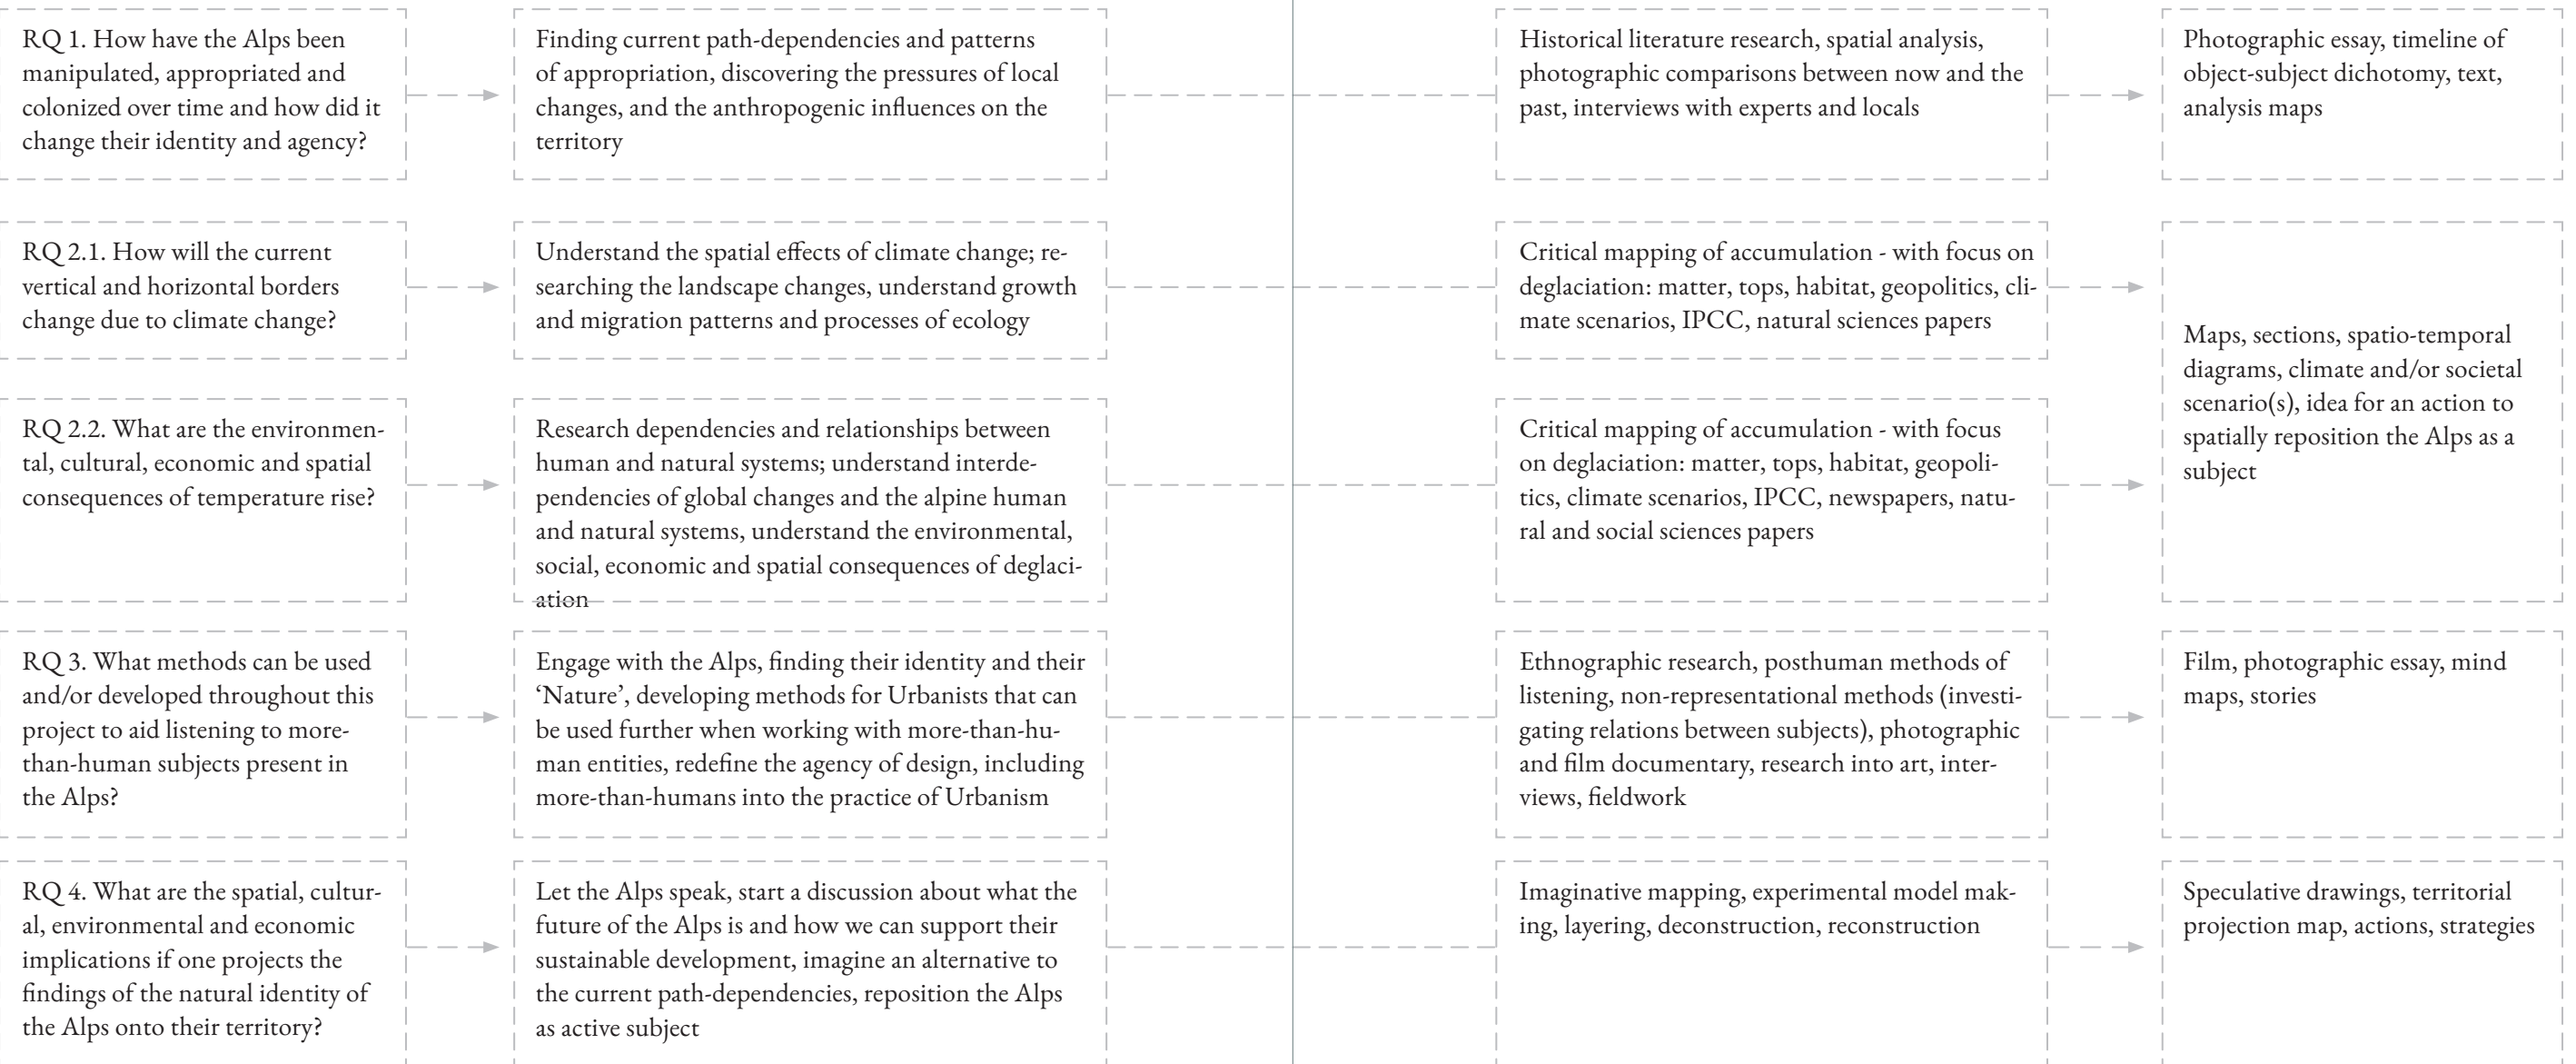 RQ 1. How have the Alps been
manipulated, appropriated and
colonized over time and how did it
change their identity and agency?
Finding current path-dependencies and patterns
of appropriation, discovering the pressures of local
changes, and the anthropogenic influences on the
territory
Historical literature research, spatial analysis,
photographic comparisons between now and the
past, interviews with experts and locals
Photographic essay, timeline of
object-subject dichotomy, text,
analysis maps
RQ 2.1. How will the current
vertical and horizontal borders
change due to climate change?
Understand the spatial effects of climate change; re-
searching the landscape changes, understand growth
and migration patterns and processes of ecology
Critical mapping of accumulation - with focus on
deglaciation: matter, tops, habitat, geopolitics, cli-
mate scenarios, IPCC, natural sciences papers
Maps, sections, spatio-temporal
diagrams, climate and/or societal
scenario(s), idea for an action to
spatially reposition the Alps as a
subject
RQ 2.2. What are the environmen-
tal, cultural, economic and spatial
consequences of temperature rise?
Research dependencies and relationships between
human and natural systems; understand interde-
pendencies of global changes and the alpine human
and natural systems, understand the environmental,
social, economic and spatial consequences of deglaci-
ation
Critical mapping of accumulation - with focus
on deglaciation: matter, tops, habitat, geopoli-
tics, climate scenarios, IPCC, newspapers, natu-
ral and social sciences papers
RQ 3. What methods can be used
and/or developed throughout this
project to aid listening to more-
than-human subjects present in
the Alps?
Engage with the Alps, finding their identity and their
‘Nature’, developing methods for Urbanists that can
be used further when working with more-than-hu-
man entities, redefine the agency of design, including
more-than-humans into the practice of Urbanism
Ethnographic research, posthuman methods of
listening, non-representational methods (investi-
gating relations between subjects), photographic
and film documentary, research into art, inter-
views, fieldwork
Film, photographic essay, mind
maps, stories
RQ 4. What are the spatial, cultur-
al, environmental and economic
implications if one projects the
findings of the natural identity of
the Alps onto their territory?
Let the Alps speak, start a discussion about what the
future of the Alps is and how we can support their
sustainable development, imagine an alternative to
the current path-dependencies, reposition the Alps
as active subject
Imaginative mapping, experimental model mak-
ing, layering, deconstruction, reconstruction
Speculative drawings, territorial
projection map, actions, strategies